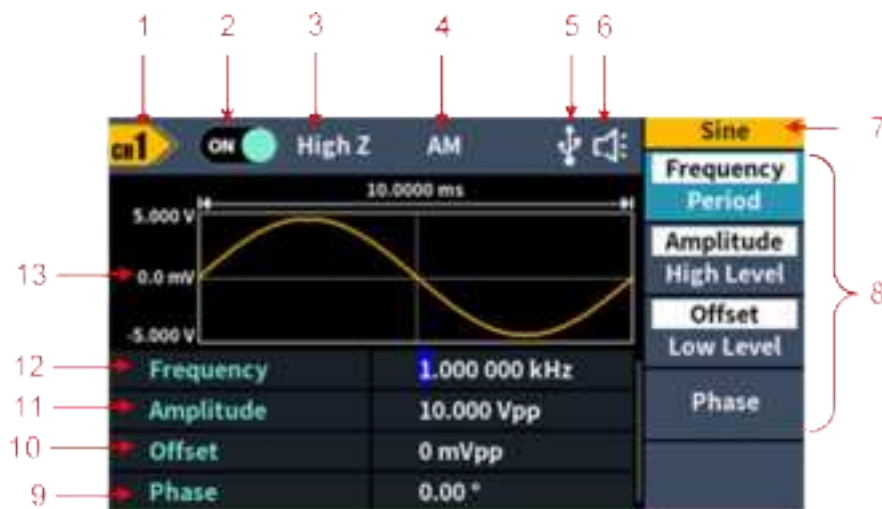 1 2 3 4 5 6
CH1 ON High Z AM Sine 7
Frequency
Period
10.0000 ms
5.000 V
Amplitude
High Level
13 0.0 mV
8
Offset
Low Level
-5.000 V
12 Frequency 1.000 000 kHz
11 Amplitude 10.000 Vpp
Phase
10 Offset 0 mVpp
9 Phase 0.00 °